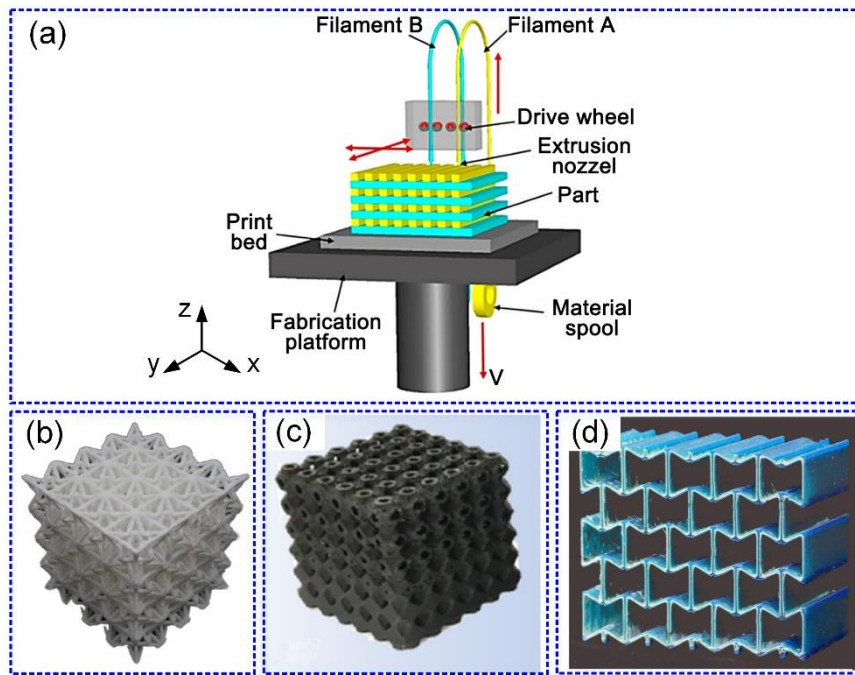 (a)
Filament B
Filament A
Drive wheel
Extrusion
nozzel
Part
Print
bed
Fabrication
platform
Material
spool
z
y
x
V
(b)
(c)
(d)